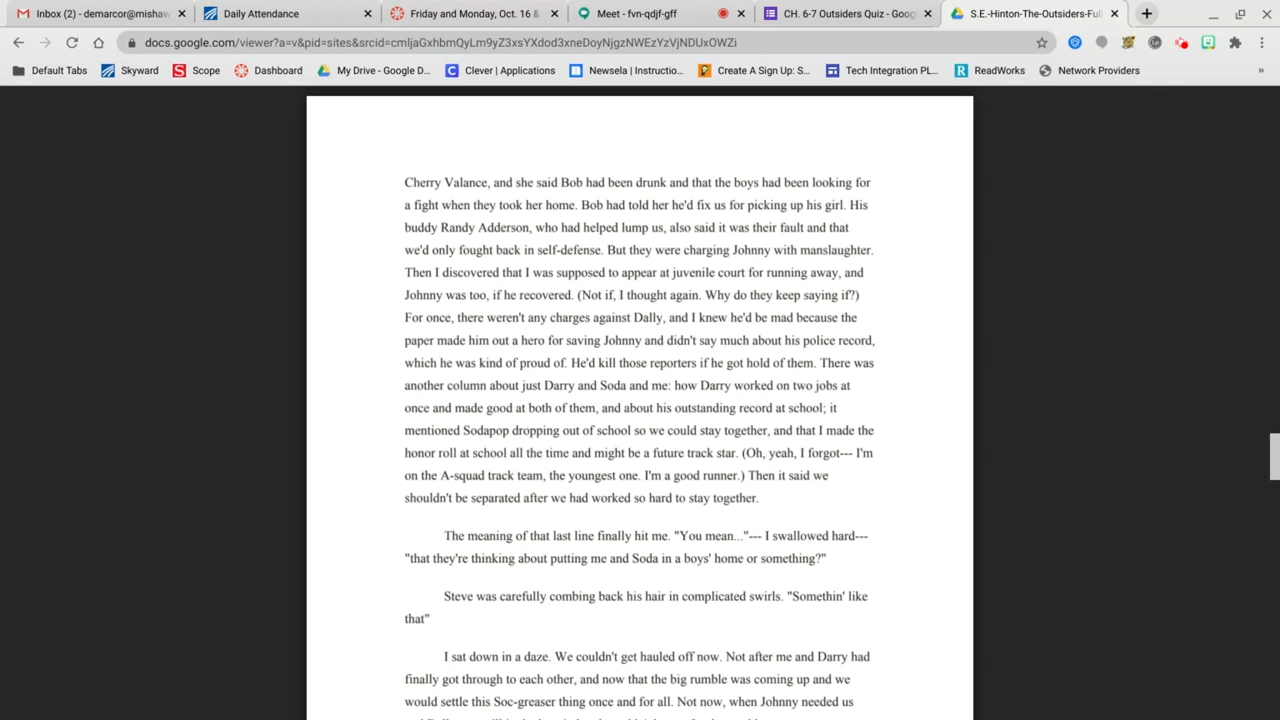 Inbox (2) - demarcor@mishaw
Daily Attendance
Friday and Monday, Oct. 16 &
Meet - fvn-qdjf-gff
CH. 6-7 Outsiders Quiz - Goog
S.E.-Hinton-The-Outsiders-Full
docs.google.com/viewer?a=v&pid=sites&srcid=cmljaGxhbmQyLm9yZ3xsYXdod3xneDoyNjgzNWEzYzVjNDUxOWZi
Default Tabs
Skyward
Scope
Dashboard
My Drive - Google D...
Clever | Applications
Newsela | Instructio...
Create A Sign Up: S...
Tech Integration PL...
ReadWorks
Network Proverbs
Cherry Valance, and she said Bob had been drunk and that the boys had been looking for
a fight when they took her home. Bob had told her he'd fix us for picking up his girl. His
buddy Randy Adderson, who had helped lump us, also said it was their fault and that
we'd only fought back in self-defense. But they were charging Johnny with manslaughter.
Then I discovered that I was supposed to appear at juvenile court for running away, and
Johnny was too, if he recovered. (Not if, I thought again. Why do they keep saying if?)
For once, there weren't any charges against Dally, and I knew he'd be mad because the
paper made him out a hero for saving Johnny and didn't say much about his police record,
which he was kind of proud of. He'd kill those reporters if he got hold of them. There was
another column about just Darry and Soda and me: how Darry worked on two jobs at
once and made good at both of them, and about his outstanding record at school; it
mentioned Sodapop dropping out of school so we could stay together, and that I made the
honor roll at school all the time and might be a future track star. (Oh, yeah, I forgot--- I'm
on the A-squad track team, the youngest one. I'm a good runner.) Then it said we
shouldn't be separated after we had worked so hard to stay together.
The meaning of that last line finally hit me. "You mean..."--- I swallowed hard---
"that they're thinking about putting me and Soda in a boys' home or something?"
Steve was carefully combing back his hair in complicated swirls. "Somethin' like
that"
I sat down in a daze. We couldn't get hauled off now. Not after me and Darry had
finally got through to each other, and now that the big rumble was coming up and we
would settle this Soc-greaser thing once and for all. Not now, when Johnny needed us